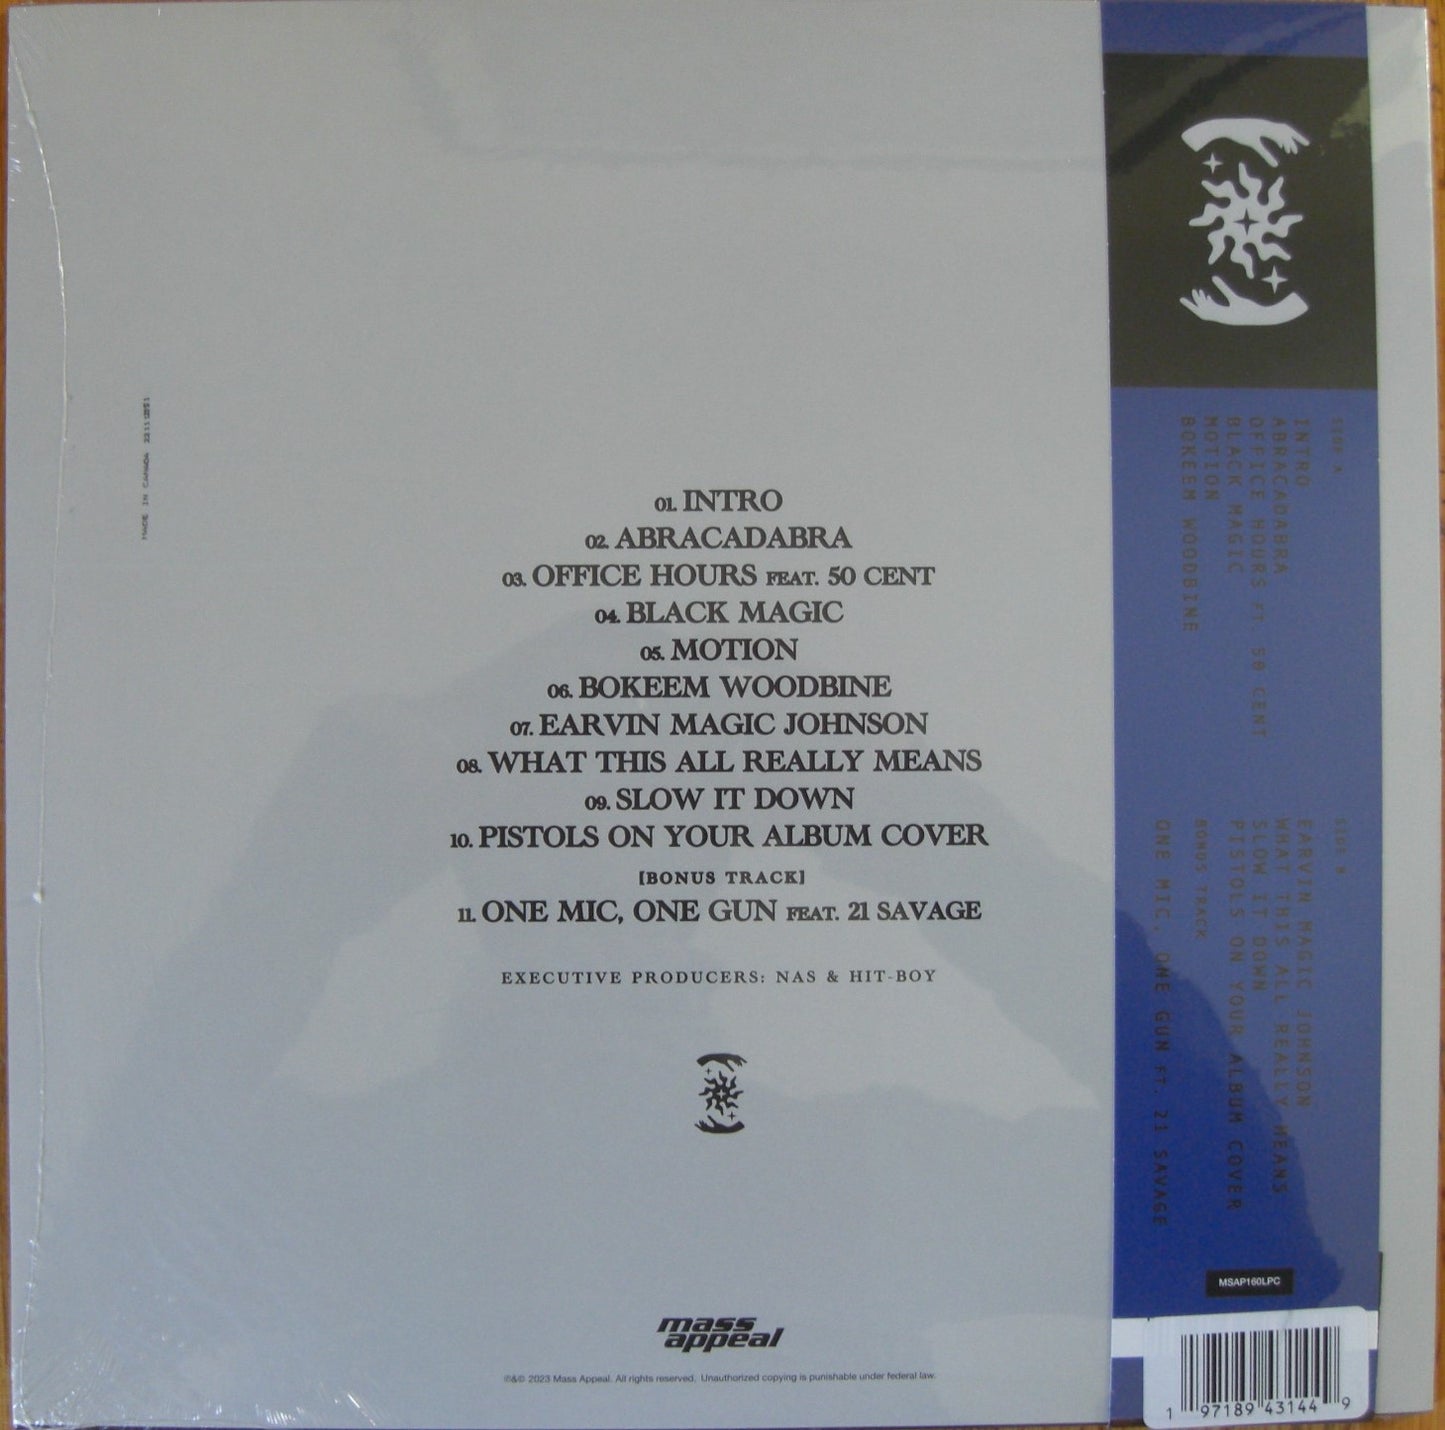 01. INTRO
02. ABRACADABRA
03. OFFICE HOURS FEAT. 50 CENT
04. BLACK MAGIC
05. MOTION
06. BOKEEM WOODBINE
07. EARVIN MAGIC JOHNSON
08. WHAT THIS ALL REALLY MEANS
09. SLOW IT DOWN
10. PISTOLS ON YOUR ALBUM COVER
[BONUS TRACK]
11. ONE MIC, ONE GUN FEAT. 21 SAVAGE
EXECUTIVE PRODUCERS: NAS & HIT-BOY
mass
appeal
℗&© 2023 Mass Appeal. All rights reserved. Unauthorized copying is punishable under federal law.
MADE IN CANADA
SIDE A
INTRO
ABRACADABRA
OFFICE HOURS FT. 50 CENT
BLACK MAGIC
MOTION
BOKEEM WOODBINE
SIDE B
EARVIN MAGIC JOHNSON
WHAT THIS ALL REALLY MEANS
SLOW IT DOWN
PISTOLS ON YOUR ALBUM COVER
BONUS TRACK
ONE MIC, ONE GUN FT. 21 SAVAGE
MSAP160LPC
1 97189 43144 9